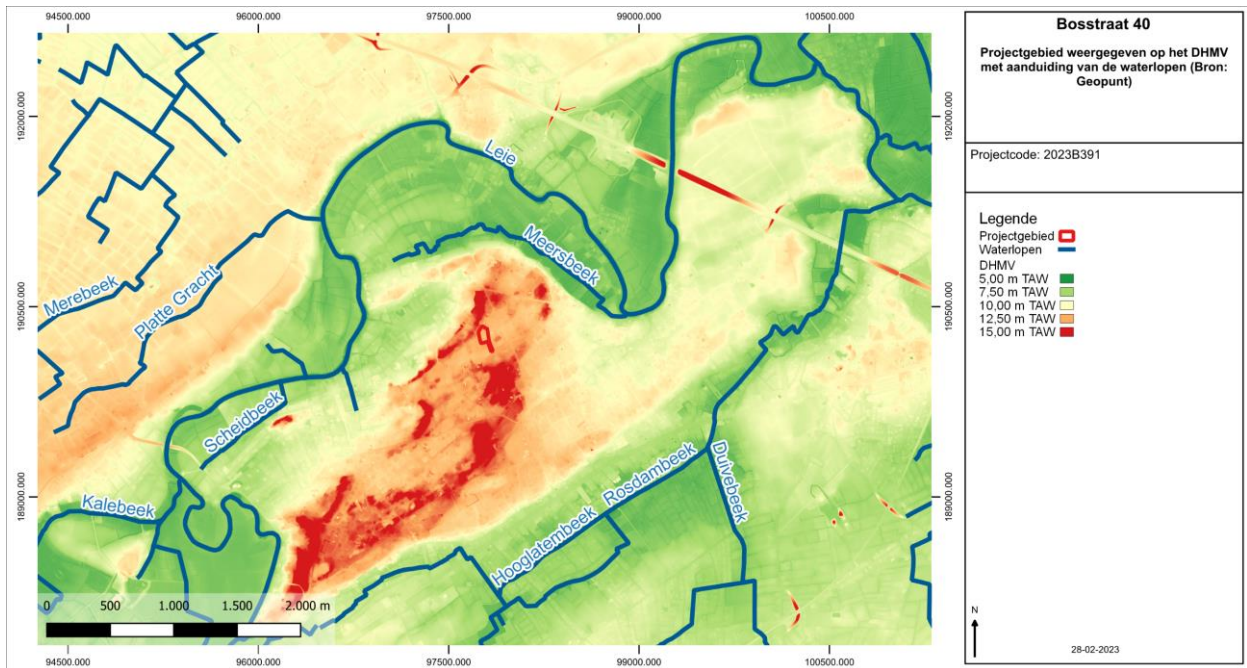 94500.000 96000.000 97500.000 99000.000 100500.000
192000.000 192000.000
190500.000 190500.000
189000.000 189000.000
Leie
Meersbeek
Merebeek
Platte Gracht
Scheidbeek
Kalebeek
Hooglatembeek
Rosdambeek
Duivebeek
0 500 1.000 1.500 2.000 m
94500.000 96000.000 97500.000 99000.000 100500.000
Bosstraat 40
Projectgebied weergegeven op het DHMV
met aanduiding van de waterlopen (Bron:
Geopunt)
Projectcode: 2023B391
Legende
Projectgebied
Waterlopen
DHMV
5,00 m TAW
7,50 m TAW
10,00 m TAW
12,50 m TAW
15,00 m TAW
N
28-02-2023